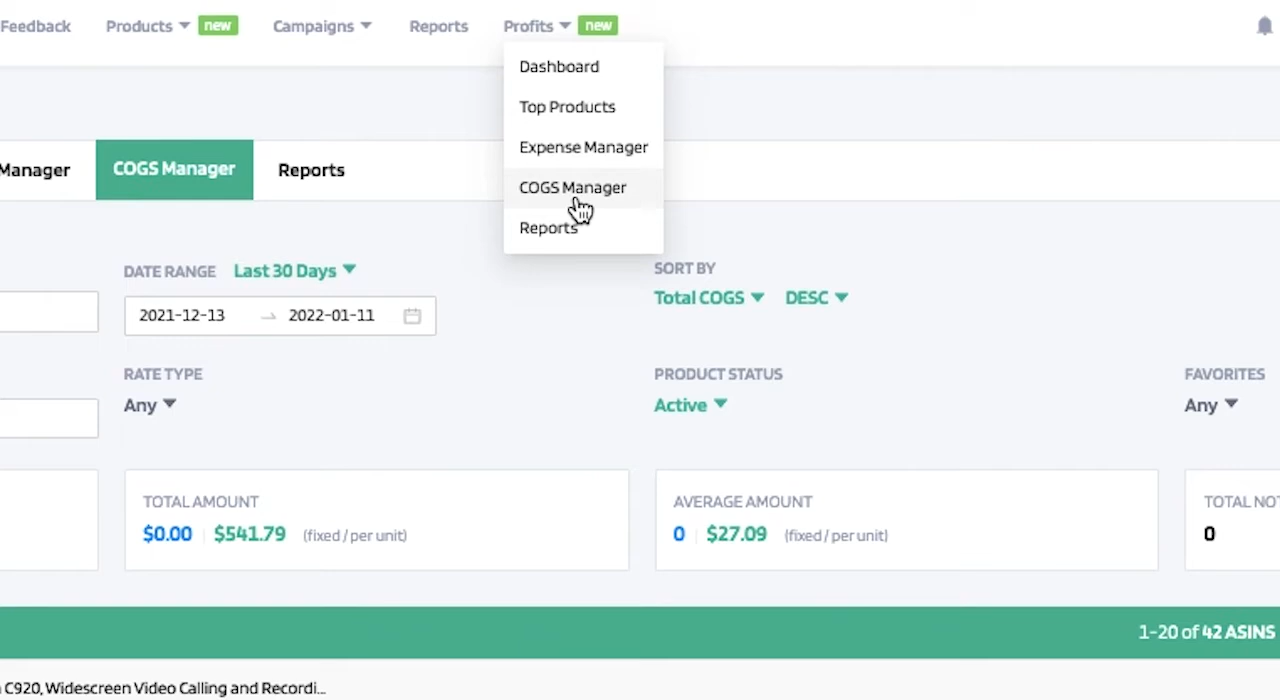 Feedback Products new Campaigns Reports Profits new
Dashboard
Top Products
Expense Manager
COGS Manager
Reports
Manager COGS Manager Reports
DATE RANGE Last 30 Days
2021-12-13 → 2022-01-11
SORT BY
Total COGS DESC
RATE TYPE
Any
PRODUCT STATUS
Active
FAVORITES
Any
TOTAL AMOUNT
$0.00 | $541.79 (fixed / per unit)
AVERAGE AMOUNT
0 | $27.09 (fixed / per unit)
TOTAL NOT
0
1-20 of 42 ASINS
C920, Widescreen Video Calling and Recordi...